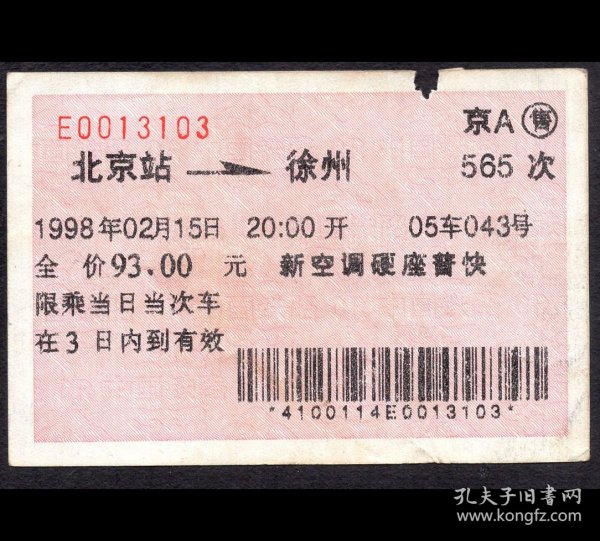 E0013103 京A 售
北京站 徐州 565 次
1998年02月15日 20:00 开 05车043号
全 价93.00 元 新空调硬座普快
限乘当日当次车
在3日内到有效
*4100114E0013103*
孔夫子旧书网
www.kongfz.com